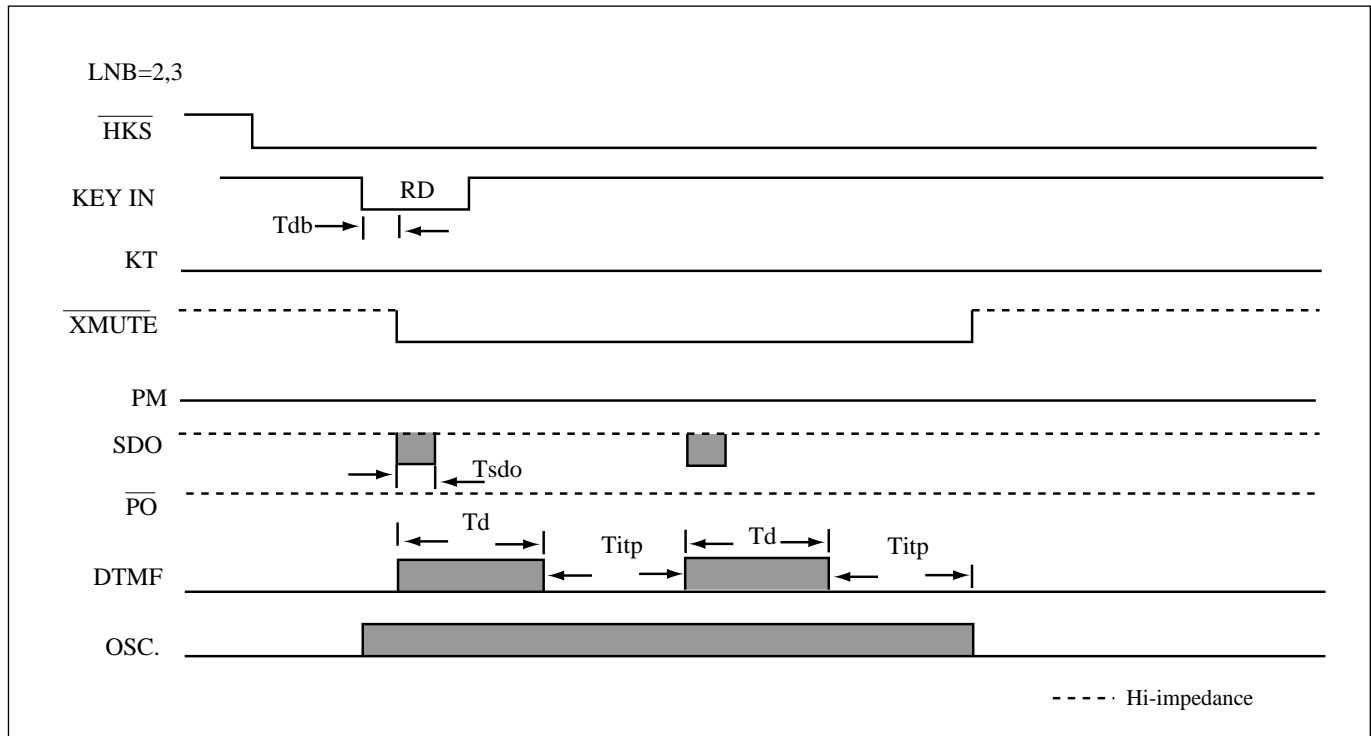 LNB=2,3
HKS
KEY IN
RD
Tdb
KT
XMUTE
PM
SDO
Tsdo
PO
Td
Titp
Td
Titp
DTMF
OSC.
Hi-impedance